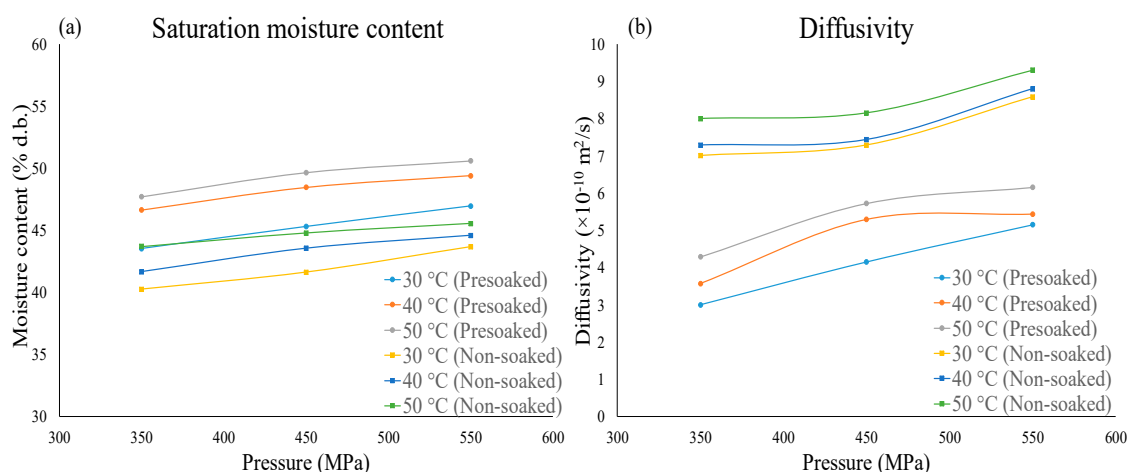 (a)
Saturation moisture content
Moisture content (% d.b.)
60
55
50
45
40
35
30
300
350
400
450
500
550
600
Pressure (MPa)
30 °C (Presoaked)
40 °C (Presoaked)
50 °C (Presoaked)
30 °C (Non-soaked)
40 °C (Non-soaked)
50 °C (Non-soaked)
(b)
Diffusivity
Diffusivity (×10⁻¹⁰ m²/s)
10
9
8
7
6
5
4
3
2
1
0
300
350
400
450
500
550
600
Pressure (MPa)
30 °C (Presoaked)
40 °C (Presoaked)
50 °C (Presoaked)
30 °C (Non-soaked)
40 °C (Non-soaked)
50 °C (Non-soaked)